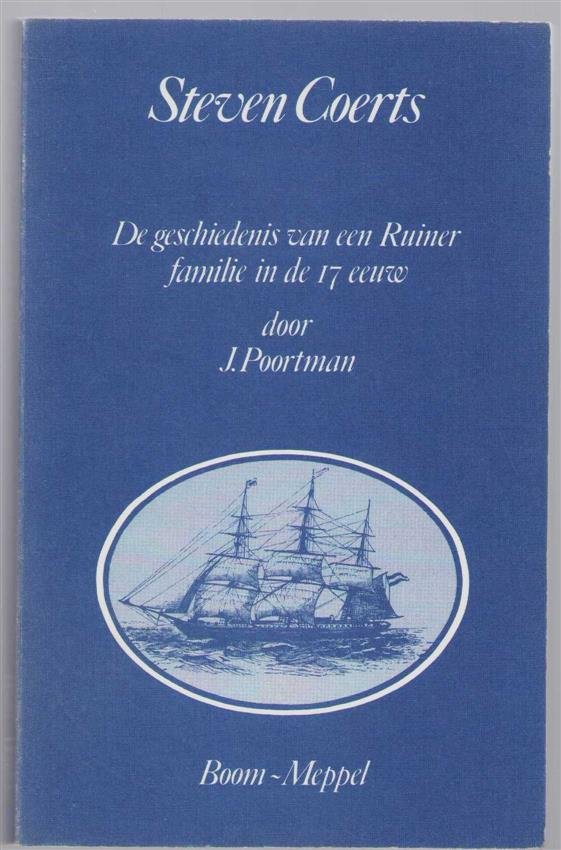 Steven Coerts
De geschiedenis van een Ruiner
familie in de 17 eeuw
door
J. Poortman
Boom ~ Meppel